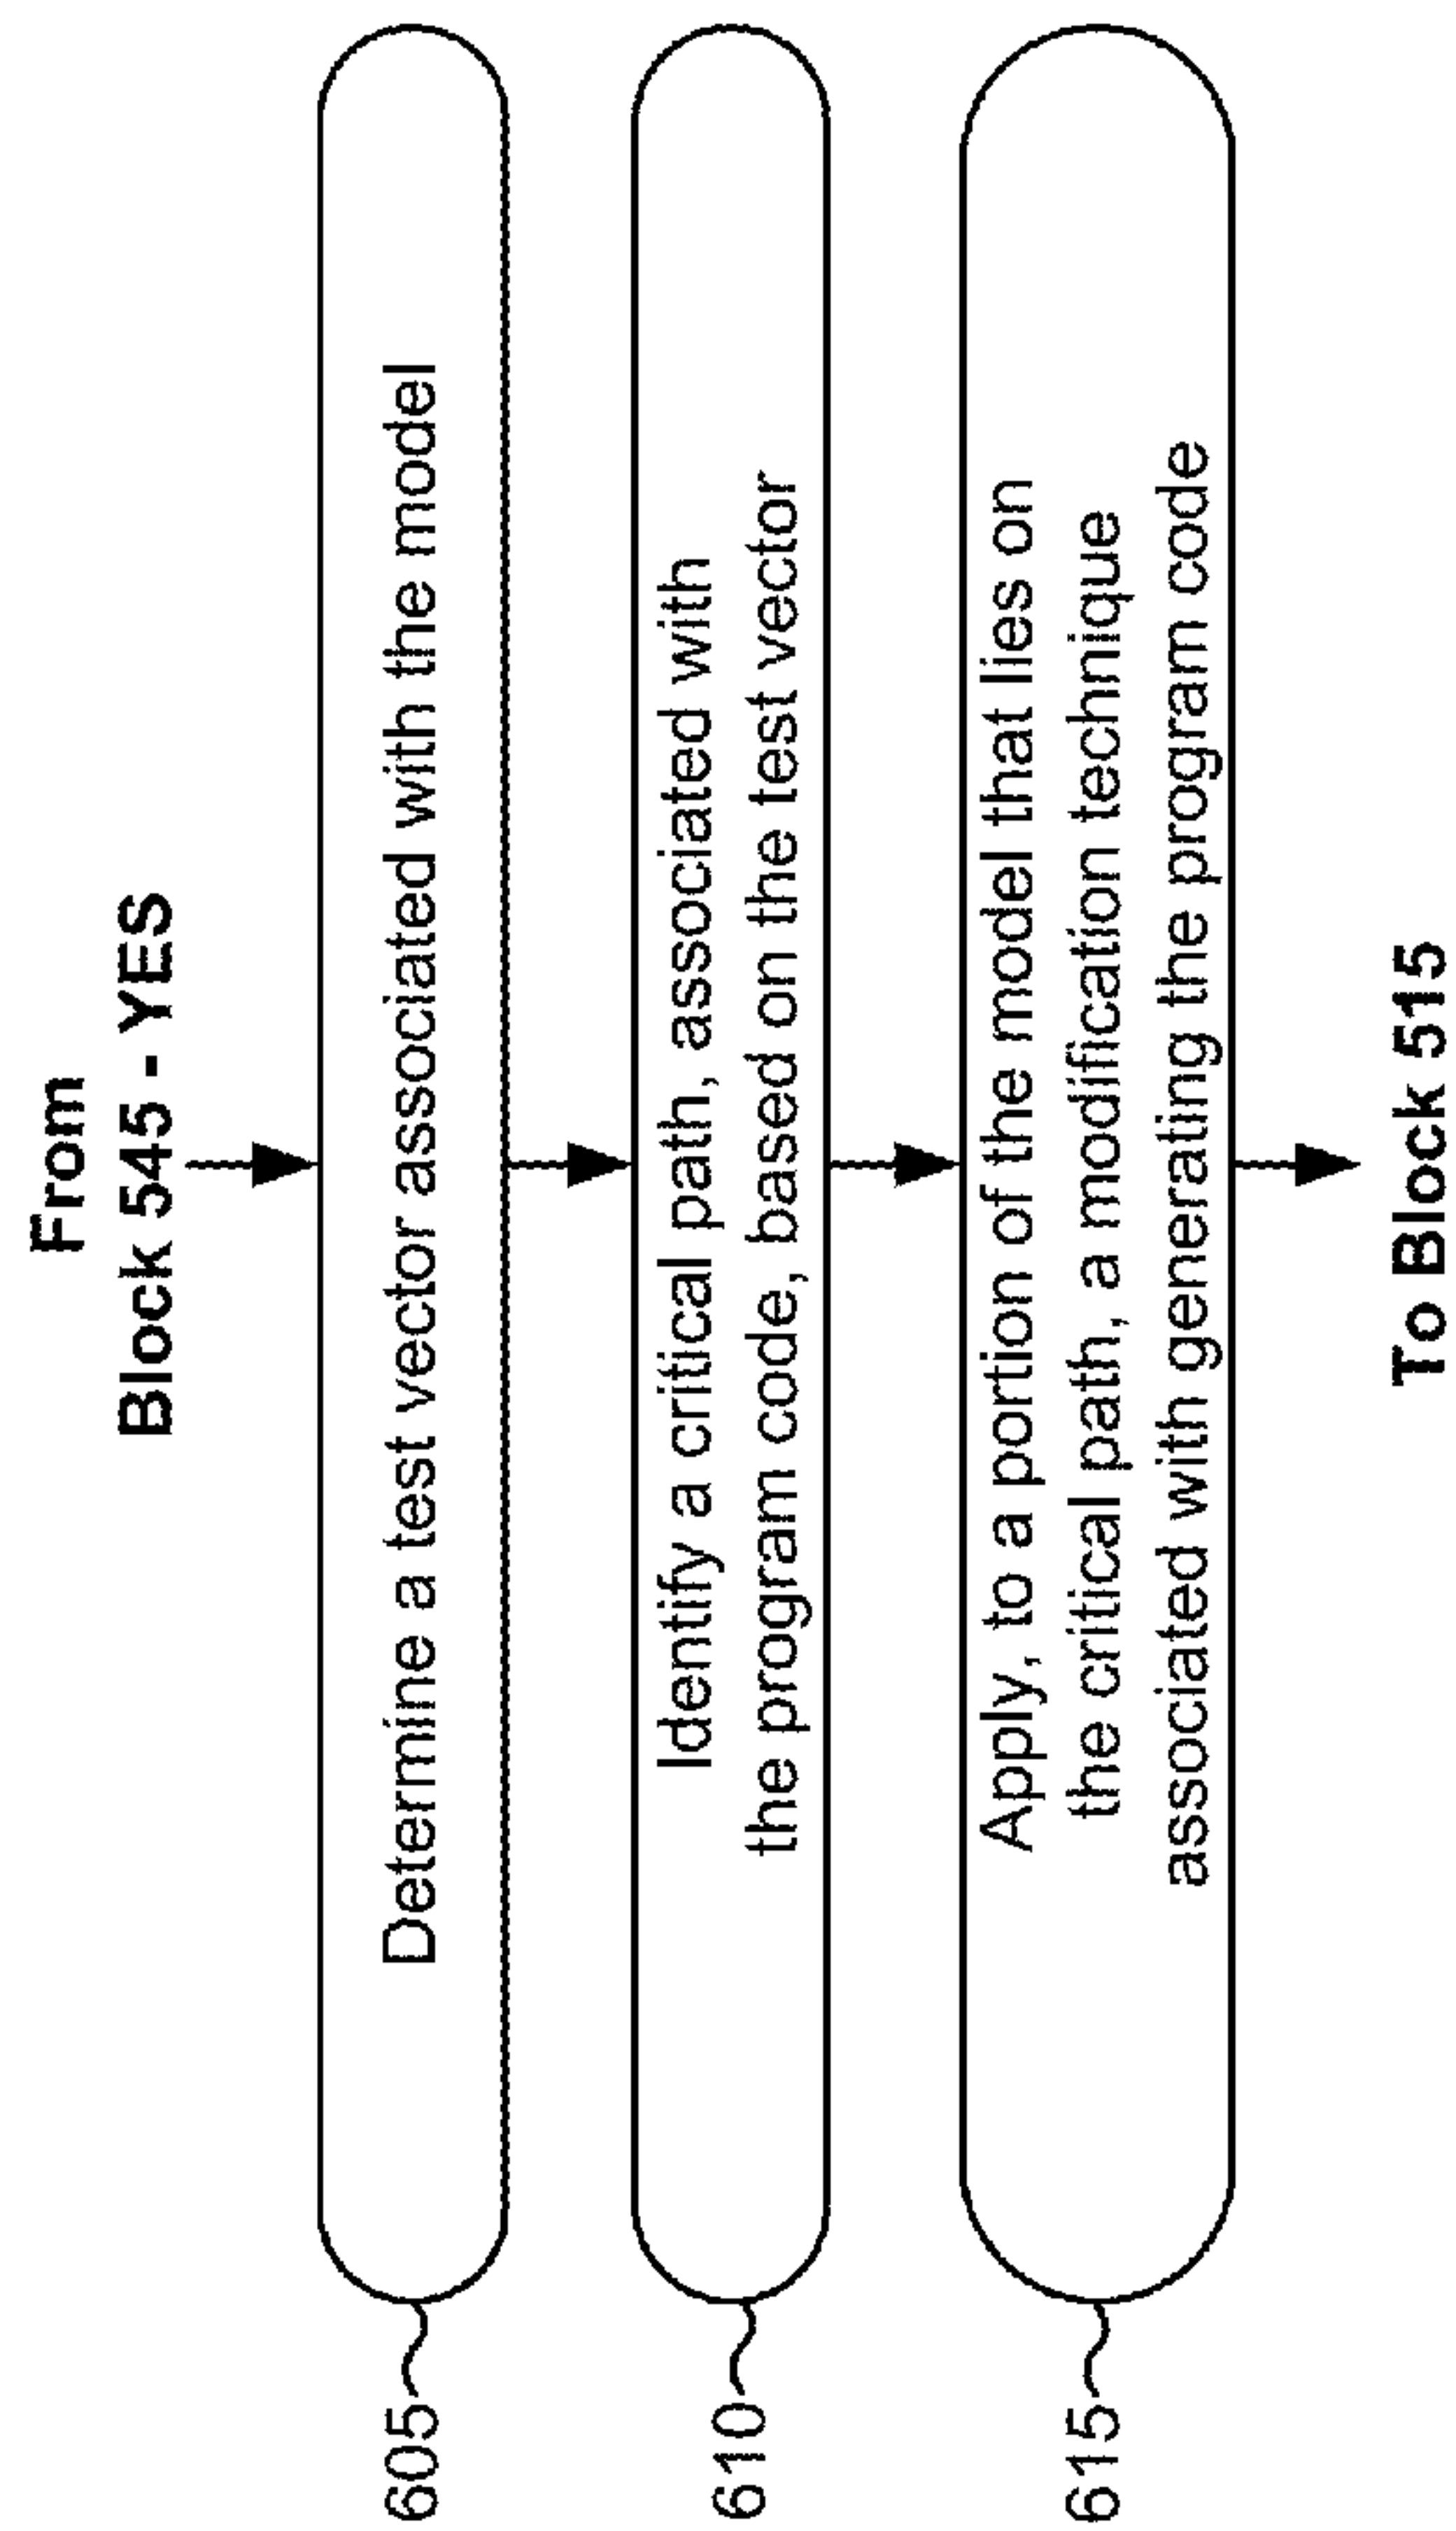 From
Block 545 - YES
605
Determine a test vector associated with the model
610
Identify a critical path, associated with
the program code, based on the test vector
615
Apply, to a portion of the model that lies on
the critical path, a modification technique
associated with generating the program code
To Block 515